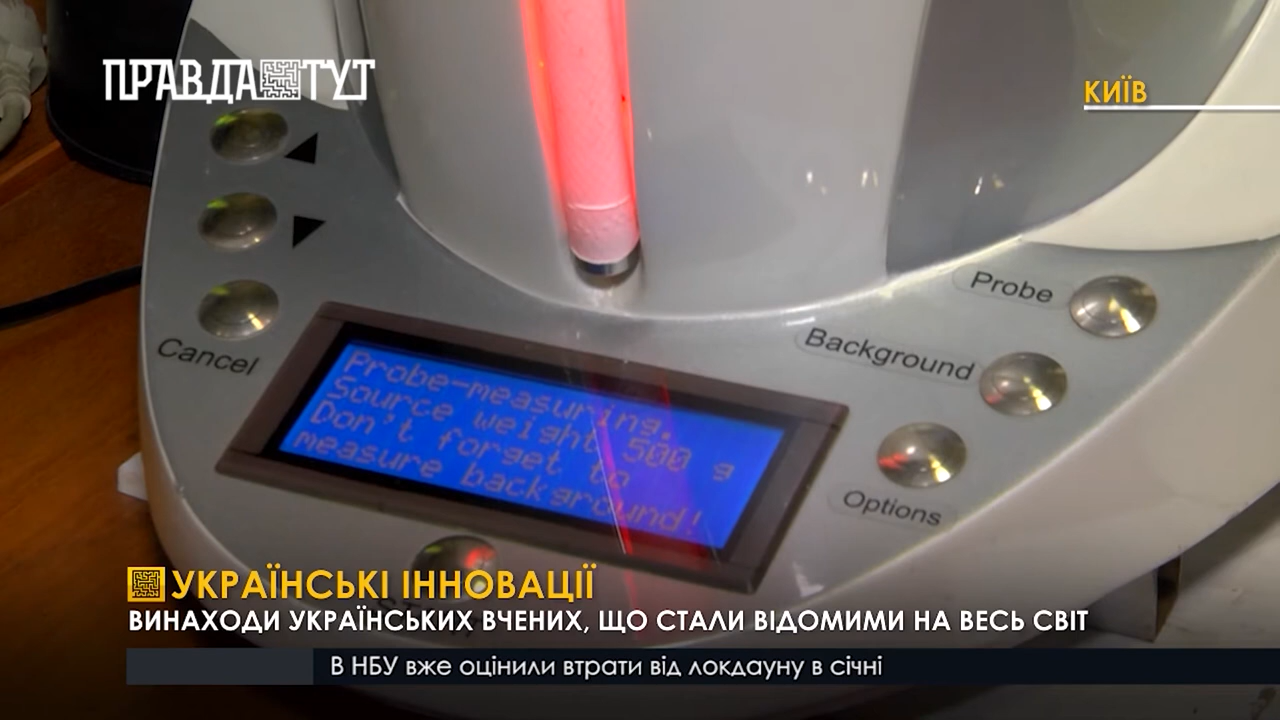 ПРАВДА ТУТ
КИЇВ
Probe
Background
Cancel
Probe-measuring.
Source weight 500 g
Don't forget to
measure background!
Options
УКРАЇНСЬКІ ІННОВАЦІЇ
ВИНАХОДИ УКРАЇНСЬКИХ ВЧЕНИХ, ЩО СТАЛИ ВІДОМИМИ НА ВЕСЬ СВІТ
В НБУ вже оцінили втрати від локдауну в січні